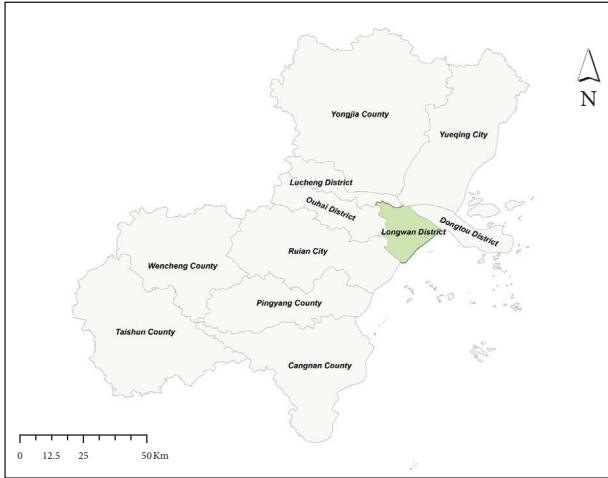 N
Yongjia County
Yueqing City
Lucheng District
Ouhai District
Longwan District
Dongtou District
Ruian City
Wencheng County
Pingyang County
Taishun County
Cangnan County
0 12.5 25 50 Km